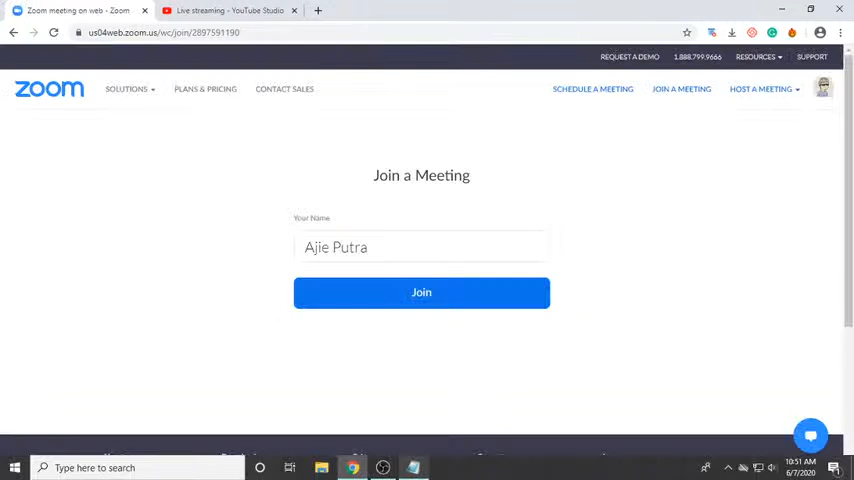 Zoom meeting on web - Zoom
Live streaming - YouTube Studio
us04web.zoom.us/wc/join/2897591190
REQUEST A DEMO 1.888.799.9666 RESOURCES SUPPORT
zoom SOLUTIONS PLANS & PRICING CONTACT SALES SCHEDULE A MEETING JOIN A MEETING HOST A MEETING
Join a Meeting
Your Name
Ajie Putra
Join
Type here to search
10:51 AM
6/7/2020